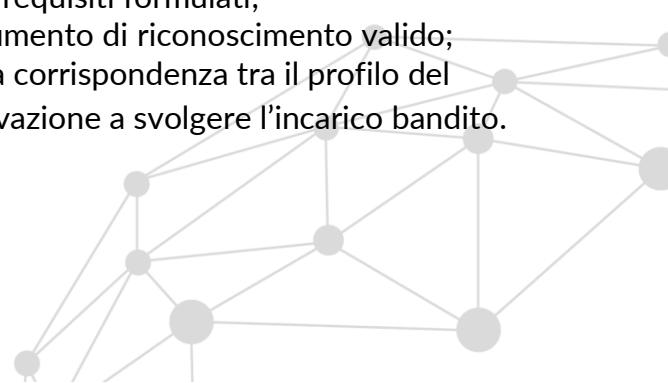 requisiti formulati;
umento di riconoscimento valido;
a corrispondenza tra il profilo del
vazione a svolgere l’incarico bandito.